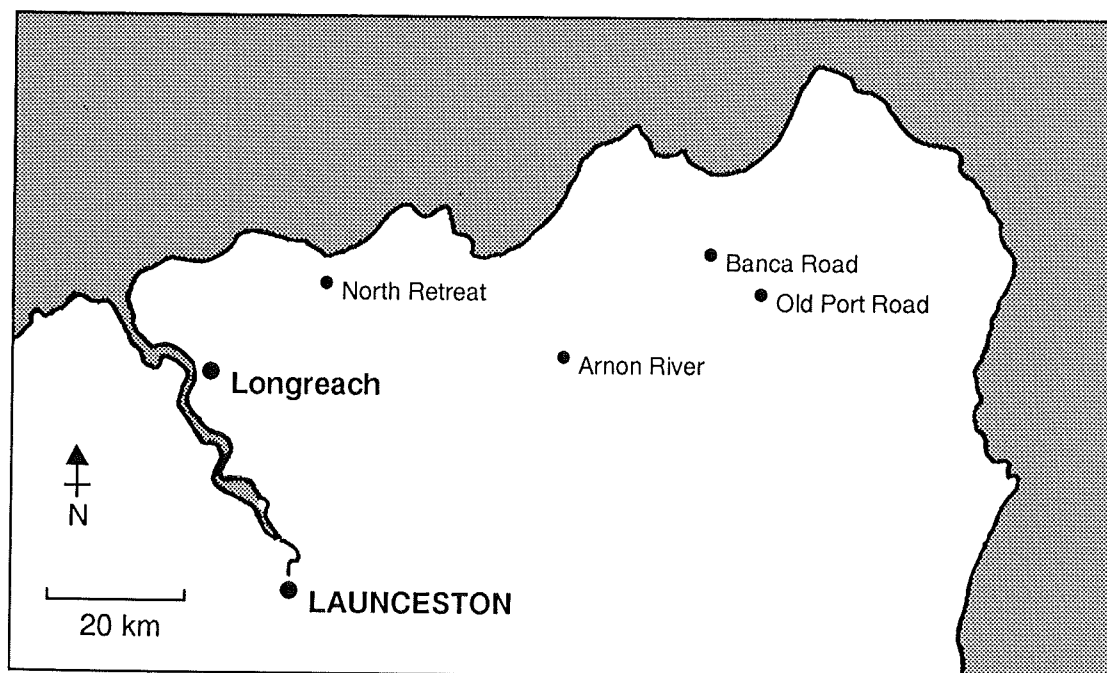 Banca Road
North Retreat
Old Port Road
Arnon River
Longreach
N
LAUNCESTON
20 km